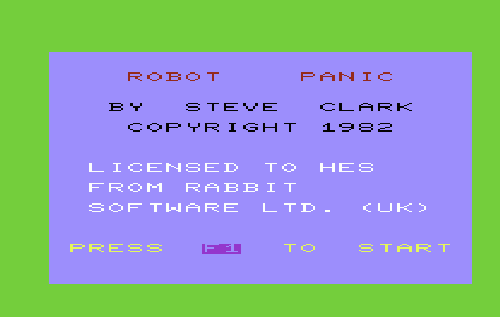 ROBOT PANIC
BY STEVE CLARK
COPYRIGHT 1982
LICENSED TO HES
FROM RABBIT
SOFTWARE LTD. (UK)
PRESS F1 TO START